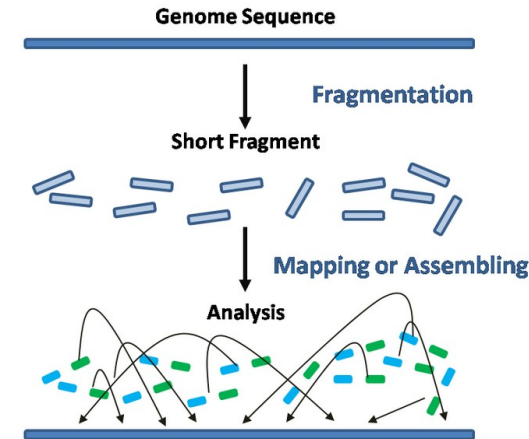 Genome Sequence
Fragmentation
Short Fragment
Mapping or Assembling
Analysis